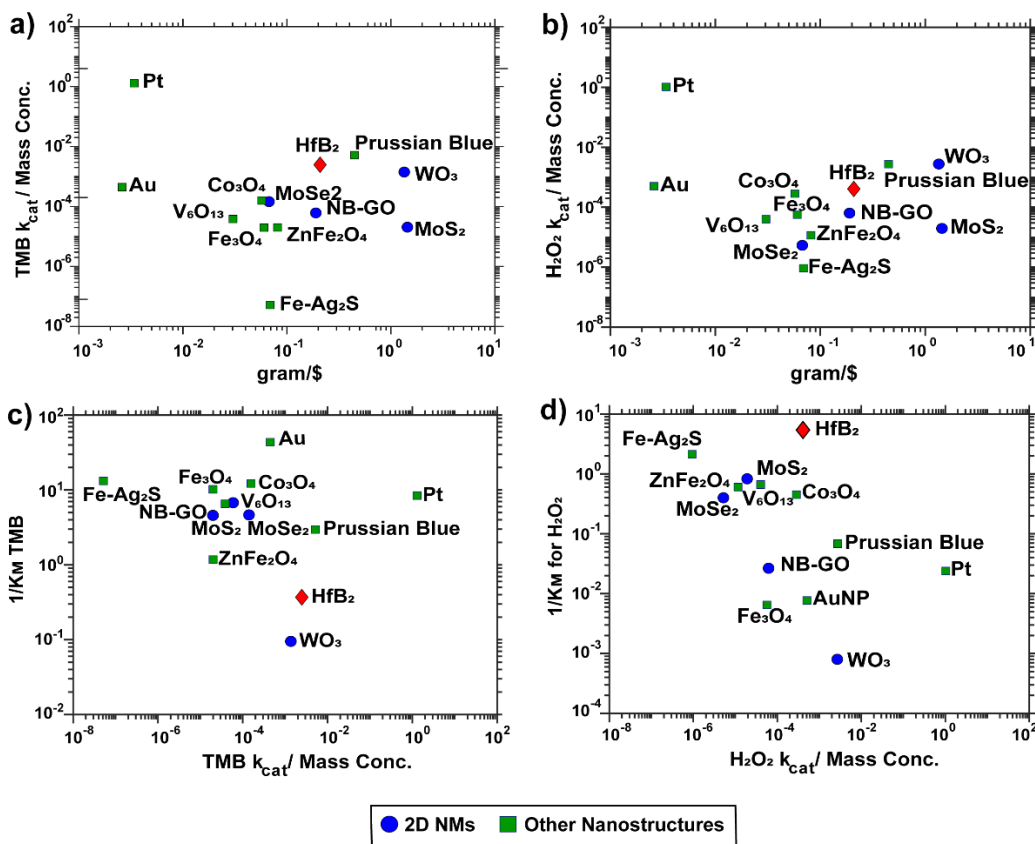 a)
TMB kcat/ Mass Conc.
10²
10⁰
10⁻²
10⁻⁴
10⁻⁶
10⁻⁸
Pt
HfB₂
Prussian Blue
WO₃
Au
Co₃O₄
MoSe2
V₆O₁₃
NB-GO
Fe₃O₄
ZnFe₂O₄
MoS₂
Fe-Ag₂S
10⁻³
10⁻²
10⁻¹
10⁰
10¹
gram/$
b)
H₂O₂ kcat/ Mass Conc.
10²
10⁰
10⁻²
10⁻⁴
10⁻⁶
10⁻⁸
Pt
WO₃
HfB₂
Prussian Blue
Au
Co₃O₄
Fe₃O₄
NB-GO
V₆O₁₃
ZnFe₂O₄
MoS₂
MoSe₂
Fe-Ag₂S
10⁻³
10⁻²
10⁻¹
10⁰
10¹
gram/$
c)
1/Kᴍ TMB
10²
10¹
10⁰
10⁻¹
10⁻²
Au
Fe₃O₄
Co₃O₄
Fe-Ag₂S
Pt
V₆O₁₃
NB-GO
MoS₂
MoSe₂
Prussian Blue
ZnFe₂O₄
HfB₂
WO₃
10⁻⁸
10⁻⁶
10⁻⁴
10⁻²
10⁰
10²
TMB kcat/ Mass Conc.
d)
1/Kᴍ for H₂O₂
10¹
10⁰
10⁻¹
10⁻²
10⁻³
10⁻⁴
Fe-Ag₂S
HfB₂
MoS₂
ZnFe₂O₄
MoSe₂
V₆O₁₃
Co₃O₄
Prussian Blue
NB-GO
Pt
AuNP
Fe₃O₄
WO₃
10⁻⁸
10⁻⁶
10⁻⁴
10⁻²
10⁰
10²
H₂O₂ kcat/ Mass Conc.
2D NMs
Other Nanostructures